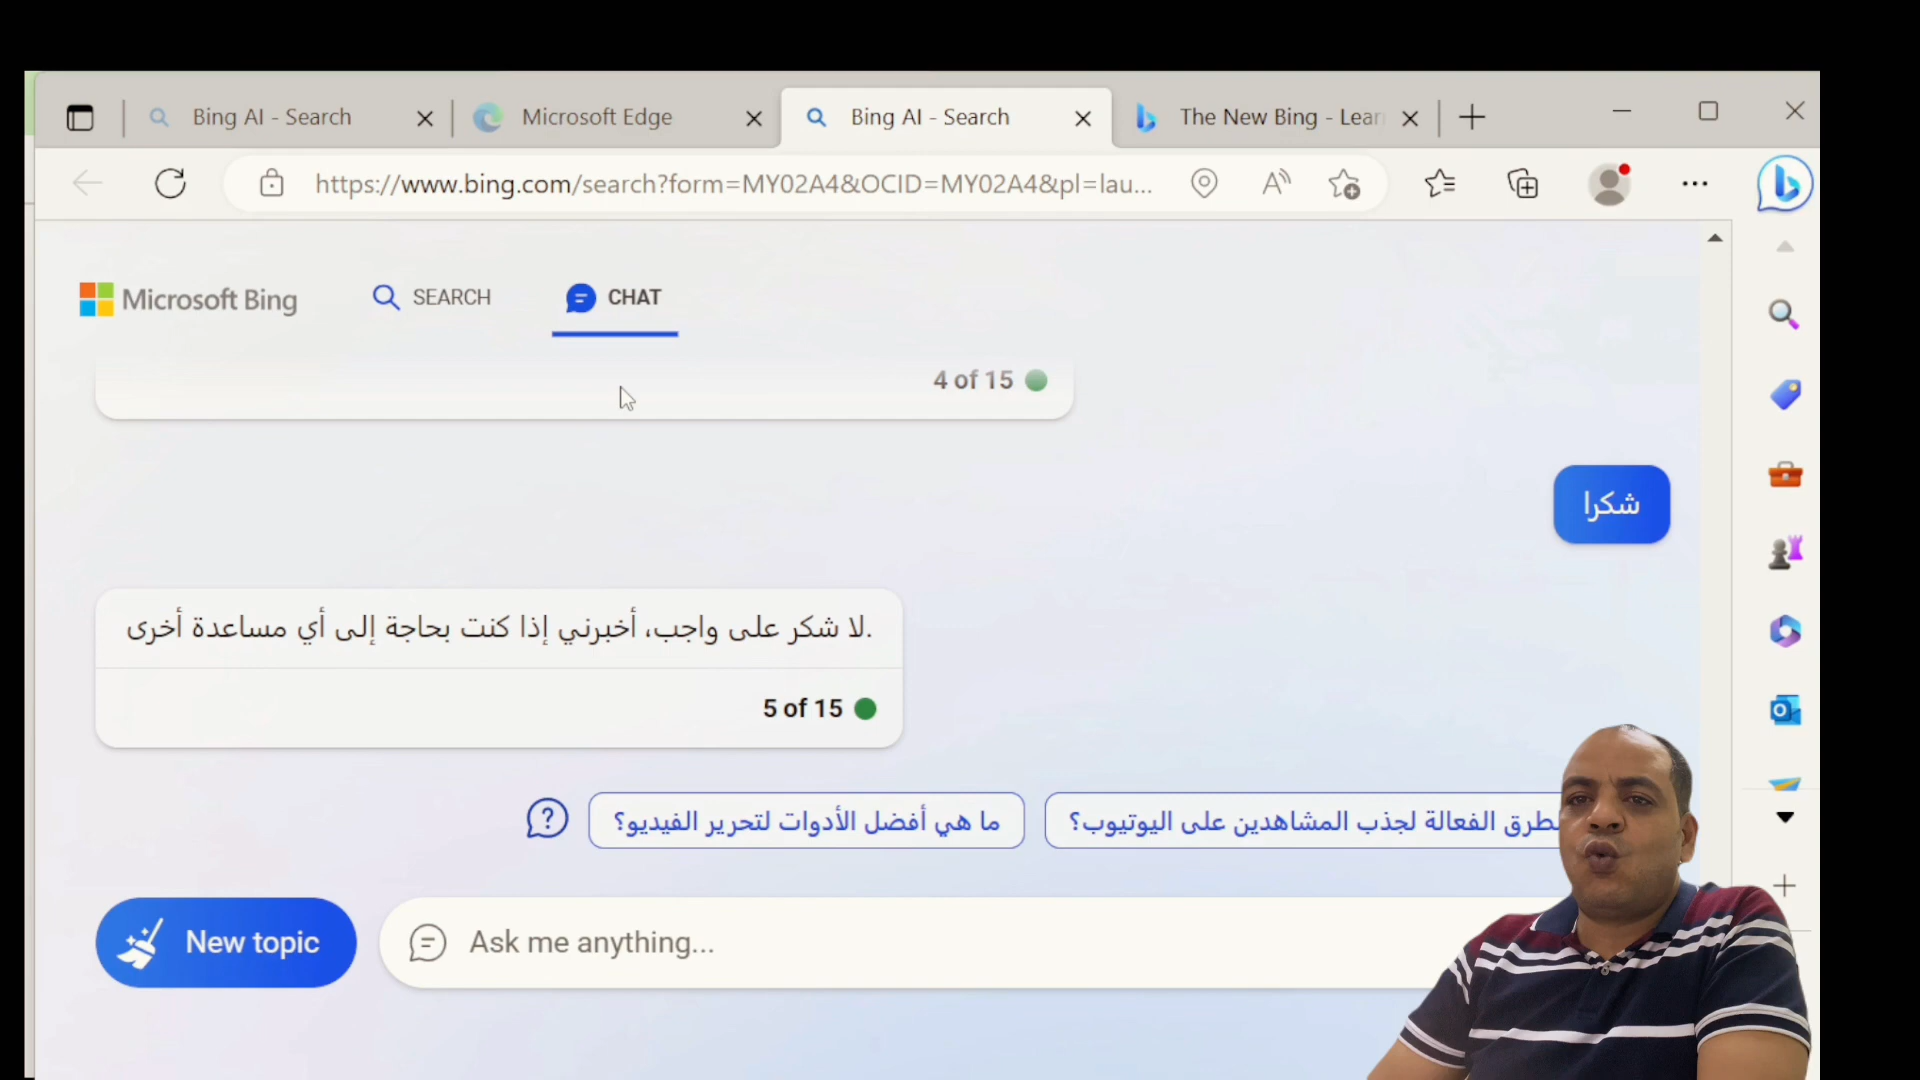 Bing AI - Search
Microsoft Edge
Bing AI - Search
The New Bing - Lear
https://www.bing.com/search?form=MY02A4&OCID=MY02A4&pl=lau...
Microsoft Bing
SEARCH
CHAT
4 of 15
شكرا
لا شكر على واجب، أخبرني إذا كنت بحاجة إلى أي مساعدة أخرى.
5 of 15
ما هي أفضل الأدوات لتحرير الفيديو؟
الفعالة لجذب المشاهدين على اليوتيوب؟
New topic
Ask me anything...